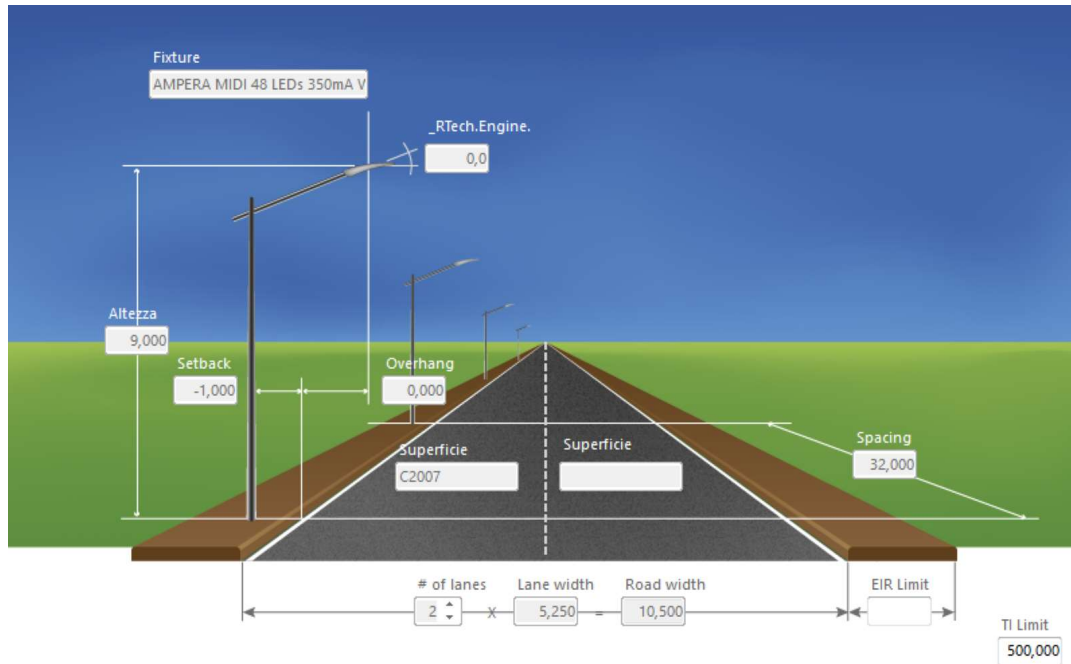 Fixture
AMPERA MIDI 48 LEDs 350mA V
_RTech.Engine.
0,0
Altezza
9,000
Setback
-1,000
Overhang
0,000
Spacing
32,000
Superficie
C2007
Superficie
# of lanes
Lane width
Road width
EIR Limit
2 X 5,250 = 10,500
TI Limit
500,000